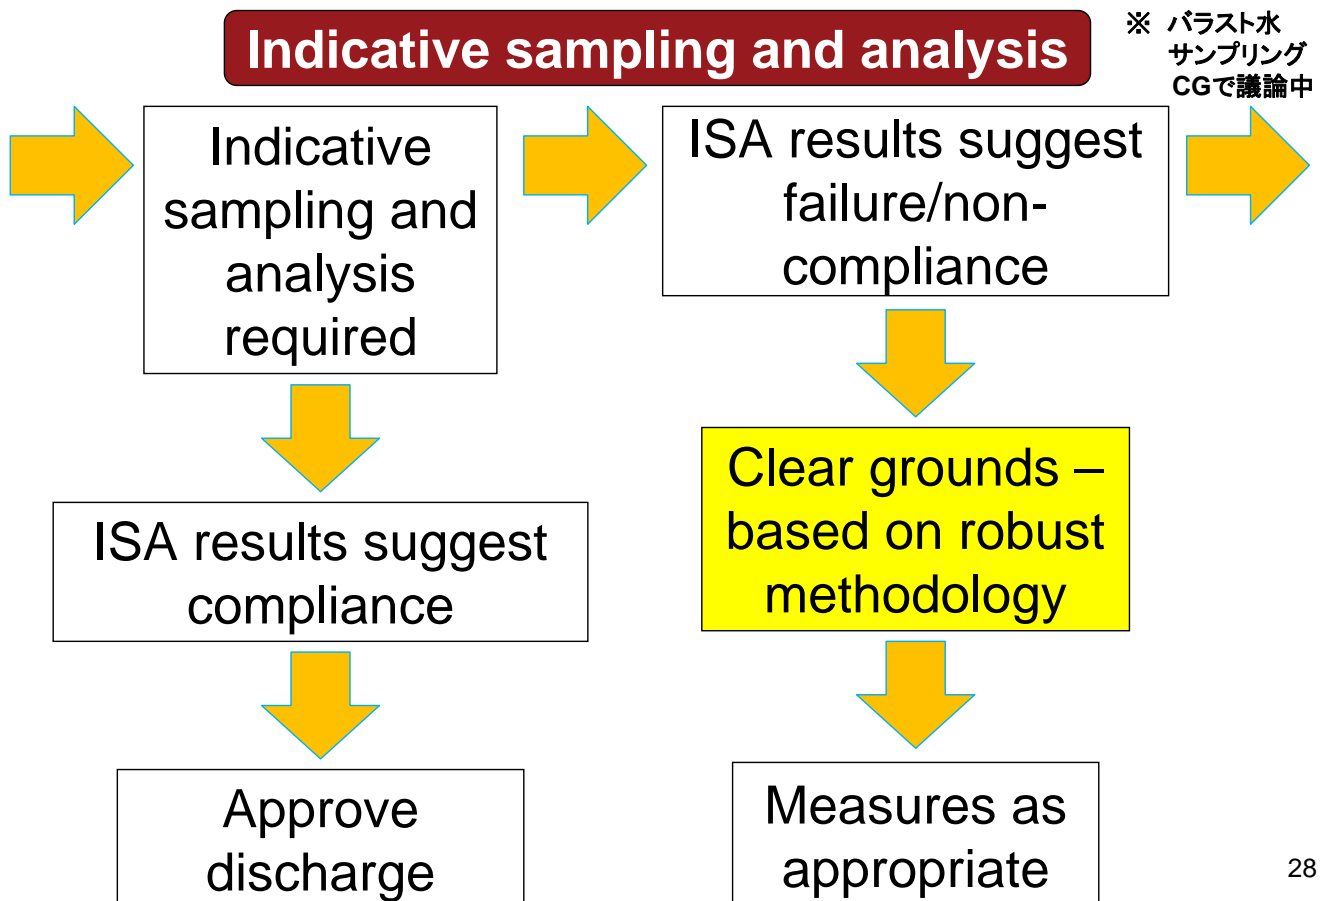 Indicative sampling and analysis
※ バラスト水
サンプリング
CGで議論中
Indicative
sampling and
analysis
required
ISA results suggest
failure/non-
compliance
ISA results suggest
compliance
Clear grounds –
based on robust
methodology
Approve
discharge
Measures as
appropriate
28